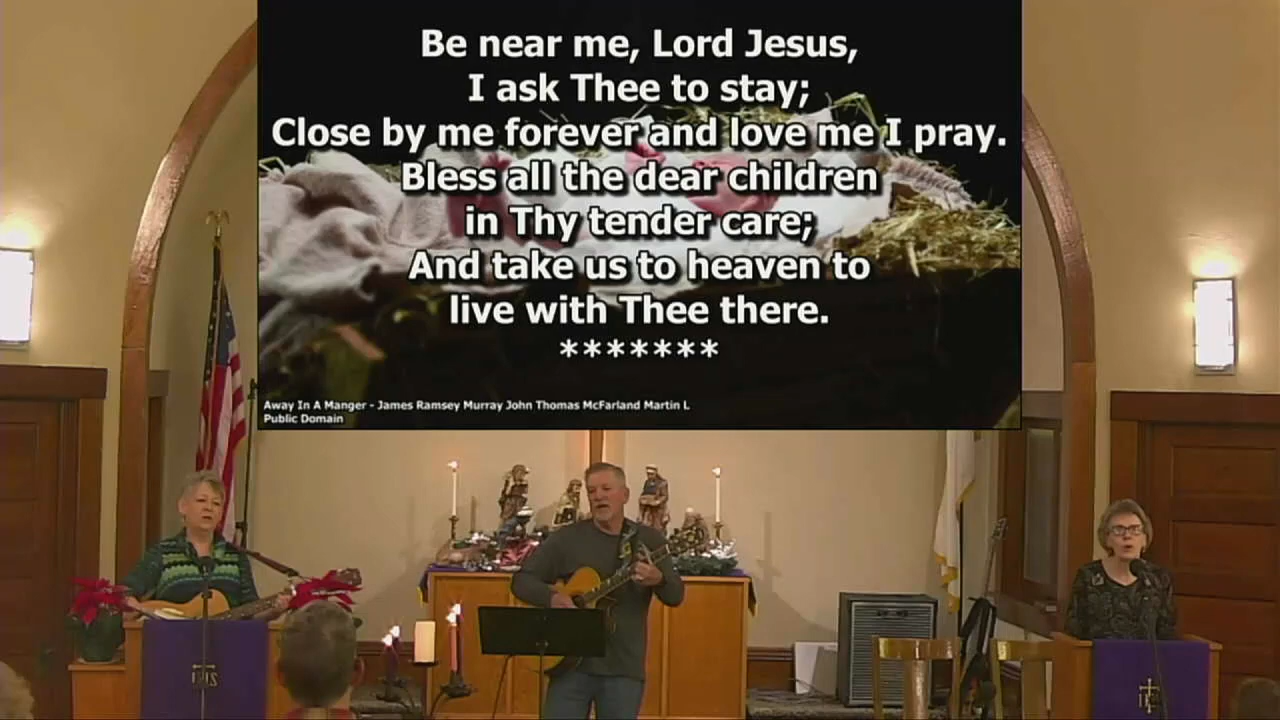 Be near me, Lord Jesus,
I ask Thee to stay;
Close by me forever and love me I pray.
Bless all the dear children
in Thy tender care;
And take us to heaven to
live with Thee there.
*******
Away In A Manger - James Ramsey Murray John Thomas McFarland Martin L
Public Domain
IHS